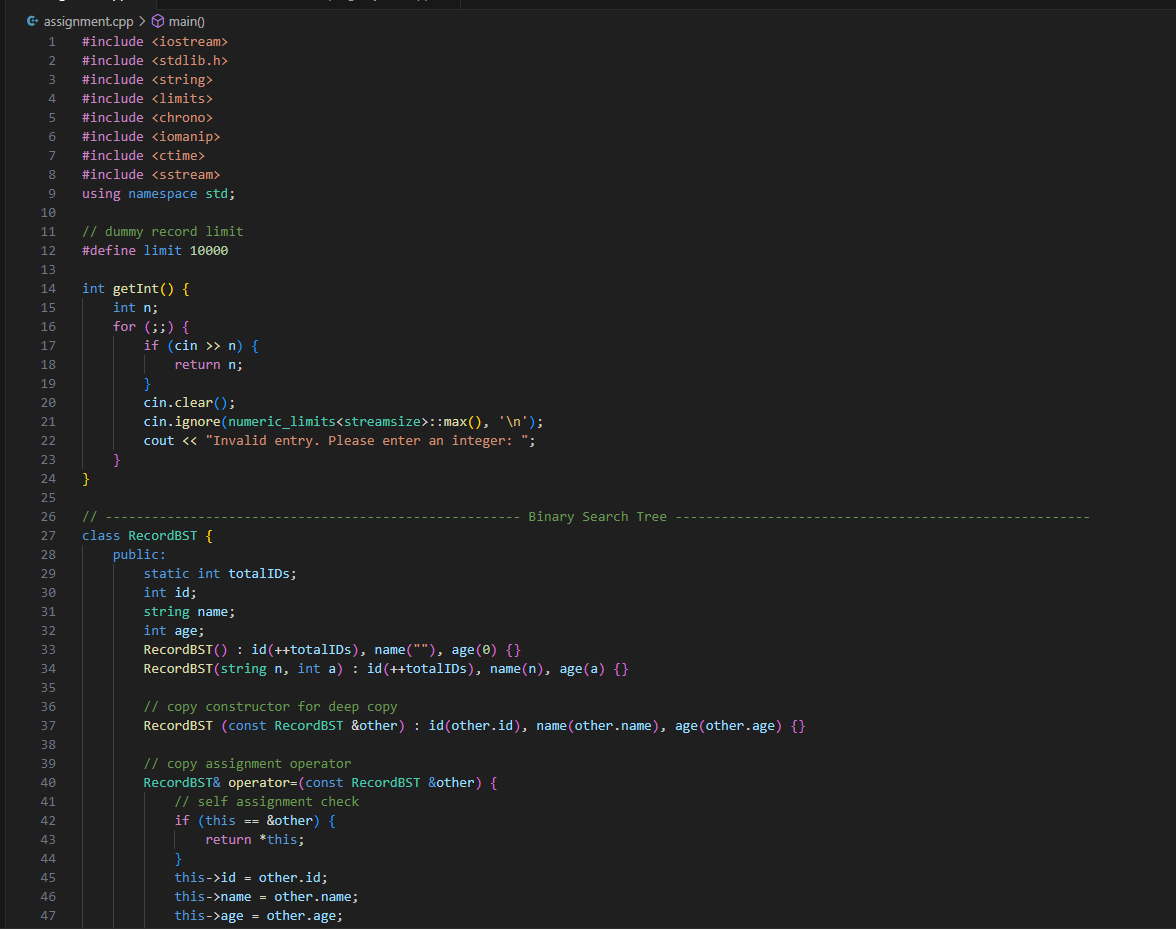 assignment.cpp > main()
1 #include <iostream>
2 #include <stdlib.h>
3 #include <string>
4 #include <limits>
5 #include <chrono>
6 #include <iomanip>
7 #include <ctime>
8 #include <sstream>
9 using namespace std;
10
11 // dummy record limit
12 #define limit 10000
13
14 int getInt() {
15     int n;
16     for (;;) {
17         if (cin >> n) {
18             return n;
19         }
20         cin.clear();
21         cin.ignore(numeric_limits<streamsize>::max(), '\n');
22         cout << "Invalid entry. Please enter an integer: ";
23     }
24 }
25
26 // ------------------------------------------------------ Binary Search Tree ------------------------------------------------------
27 class RecordBST {
28     public:
29         static int totalIDs;
30         int id;
31         string name;
32         int age;
33         RecordBST() : id(++totalIDs), name(""), age(0) {}
34         RecordBST(string n, int a) : id(++totalIDs), name(n), age(a) {}
35
36         // copy constructor for deep copy
37         RecordBST (const RecordBST &other) : id(other.id), name(other.name), age(other.age) {}
38
39         // copy assignment operator
40         RecordBST& operator=(const RecordBST &other) {
41             // self assignment check
42             if (this == &other) {
43                 return *this;
44             }
45             this->id = other.id;
46             this->name = other.name;
47             this->age = other.age;